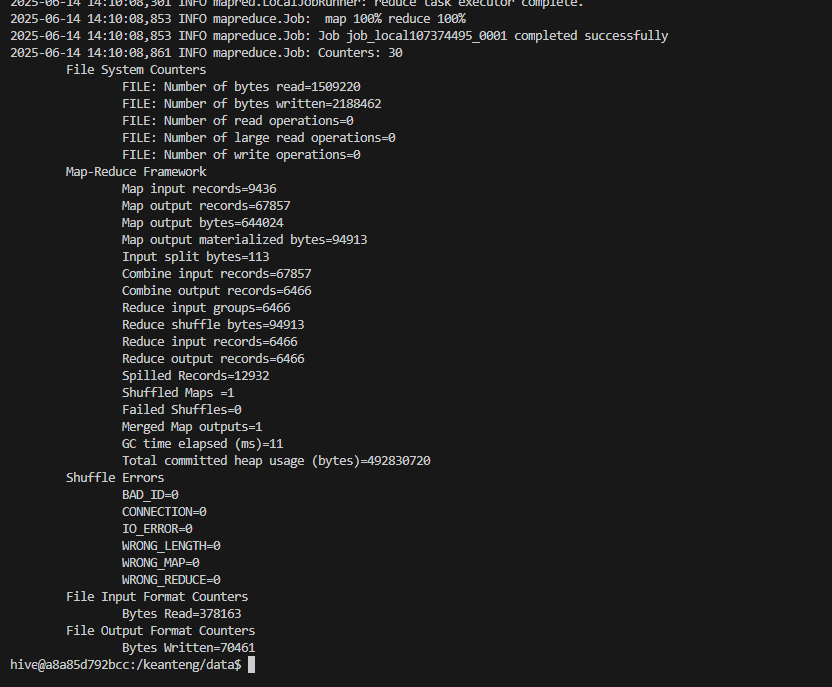 2025-06-14 14:10:08,301 INFO mapred.LocalJobRunner: reduce task executor complete.
2025-06-14 14:10:08,853 INFO mapreduce.Job:  map 100% reduce 100%
2025-06-14 14:10:08,853 INFO mapreduce.Job: Job job_local107374495_0001 completed successfully
2025-06-14 14:10:08,861 INFO mapreduce.Job: Counters: 30
File System Counters
FILE: Number of bytes read=1509220
FILE: Number of bytes written=2188462
FILE: Number of read operations=0
FILE: Number of large read operations=0
FILE: Number of write operations=0
Map-Reduce Framework
Map input records=9436
Map output records=67857
Map output bytes=644024
Map output materialized bytes=94913
Input split bytes=113
Combine input records=67857
Combine output records=6466
Reduce input groups=6466
Reduce shuffle bytes=94913
Reduce input records=6466
Reduce output records=6466
Spilled Records=12932
Shuffled Maps =1
Failed Shuffles=0
Merged Map outputs=1
GC time elapsed (ms)=11
Total committed heap usage (bytes)=492830720
Shuffle Errors
BAD_ID=0
CONNECTION=0
IO_ERROR=0
WRONG_LENGTH=0
WRONG_MAP=0
WRONG_REDUCE=0
File Input Format Counters
Bytes Read=378163
File Output Format Counters
Bytes Written=70461
hive@a8a85d792bcc:/keanteng/data$